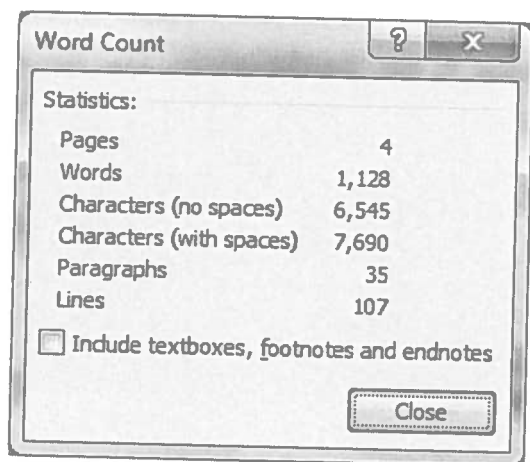 Word Count ? X
Statistics:
Pages 4
Words 1,128
Characters (no spaces) 6,545
Characters (with spaces) 7,690
Paragraphs 35
Lines 107
Include textboxes, footnotes and endnotes
Close